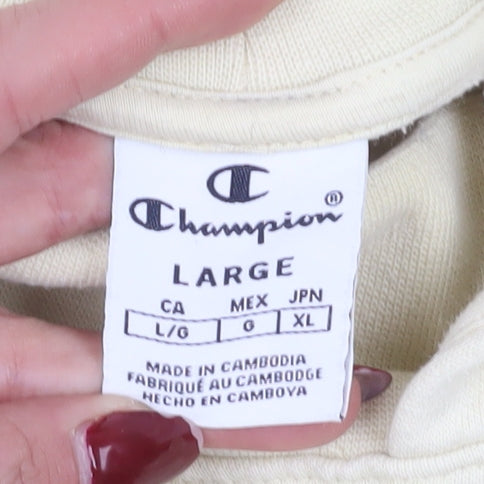 Champion®
LARGE
CA MEX JPN
L/G G XL
MADE IN CAMBODIA
FABRIQUÉ AU CAMBODGE
HECHO EN CAMBOYA